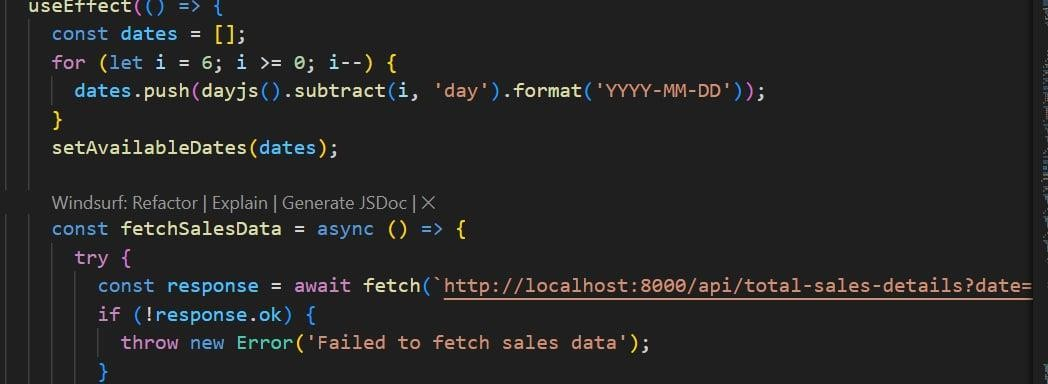 useEffect(() => {
const dates = [];
for (let i = 6; i >= 0; i--) {
dates.push(dayjs().subtract(i, 'day').format('YYYY-MM-DD'));
}
setAvailableDates(dates);
Windsurf: Refactor | Explain | Generate JSDoc | ×
const fetchSalesData = async () => {
try {
const response = await fetch(`http://localhost:8000/api/total-sales-details?date=
if (!response.ok) {
throw new Error('Failed to fetch sales data');
}